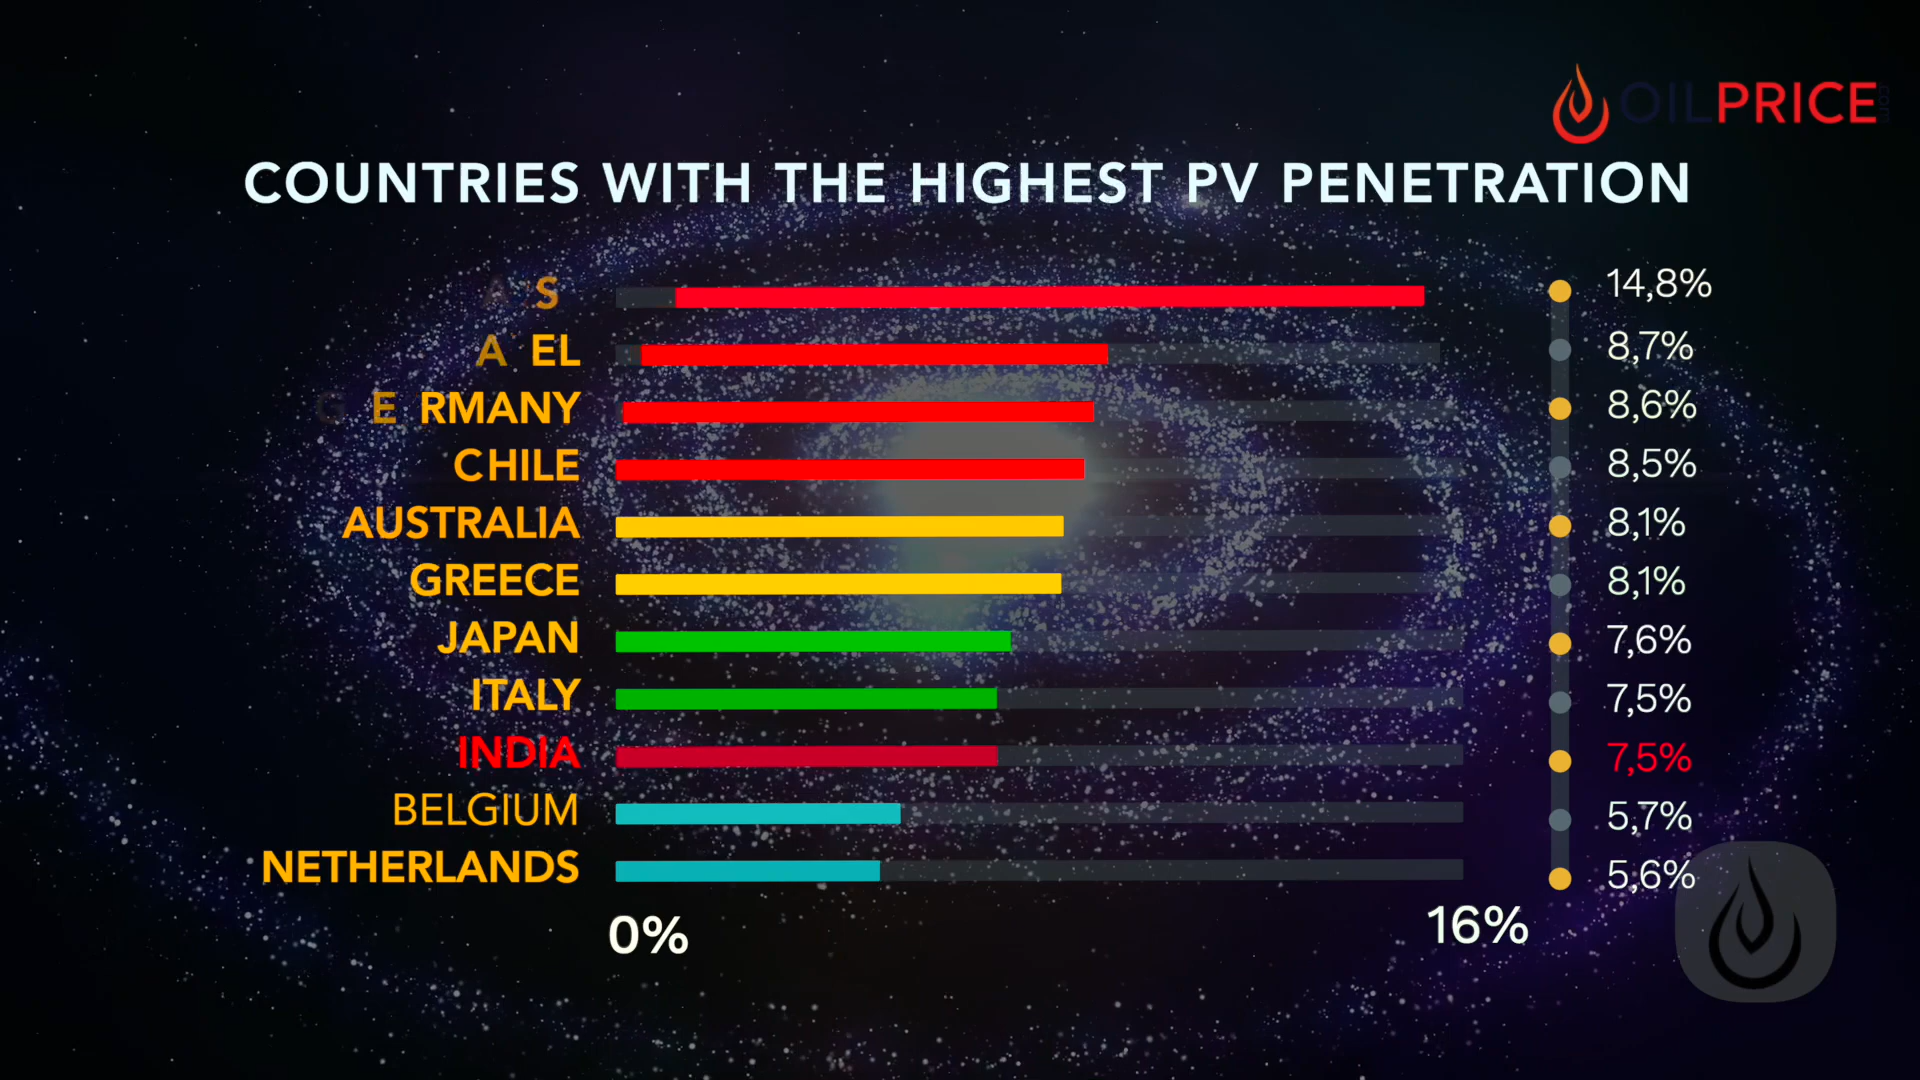 OILPRICE
COUNTRIES WITH THE HIGHEST PV PENETRATION
14,8%
A EL 8,7%
G E RMANY 8,6%
CHILE 8,5%
AUSTRALIA 8,1%
GREECE 8,1%
JAPAN 7,6%
ITALY 7,5%
INDIA 7,5%
BELGIUM 5,7%
NETHERLANDS 5,6%
0% 16%